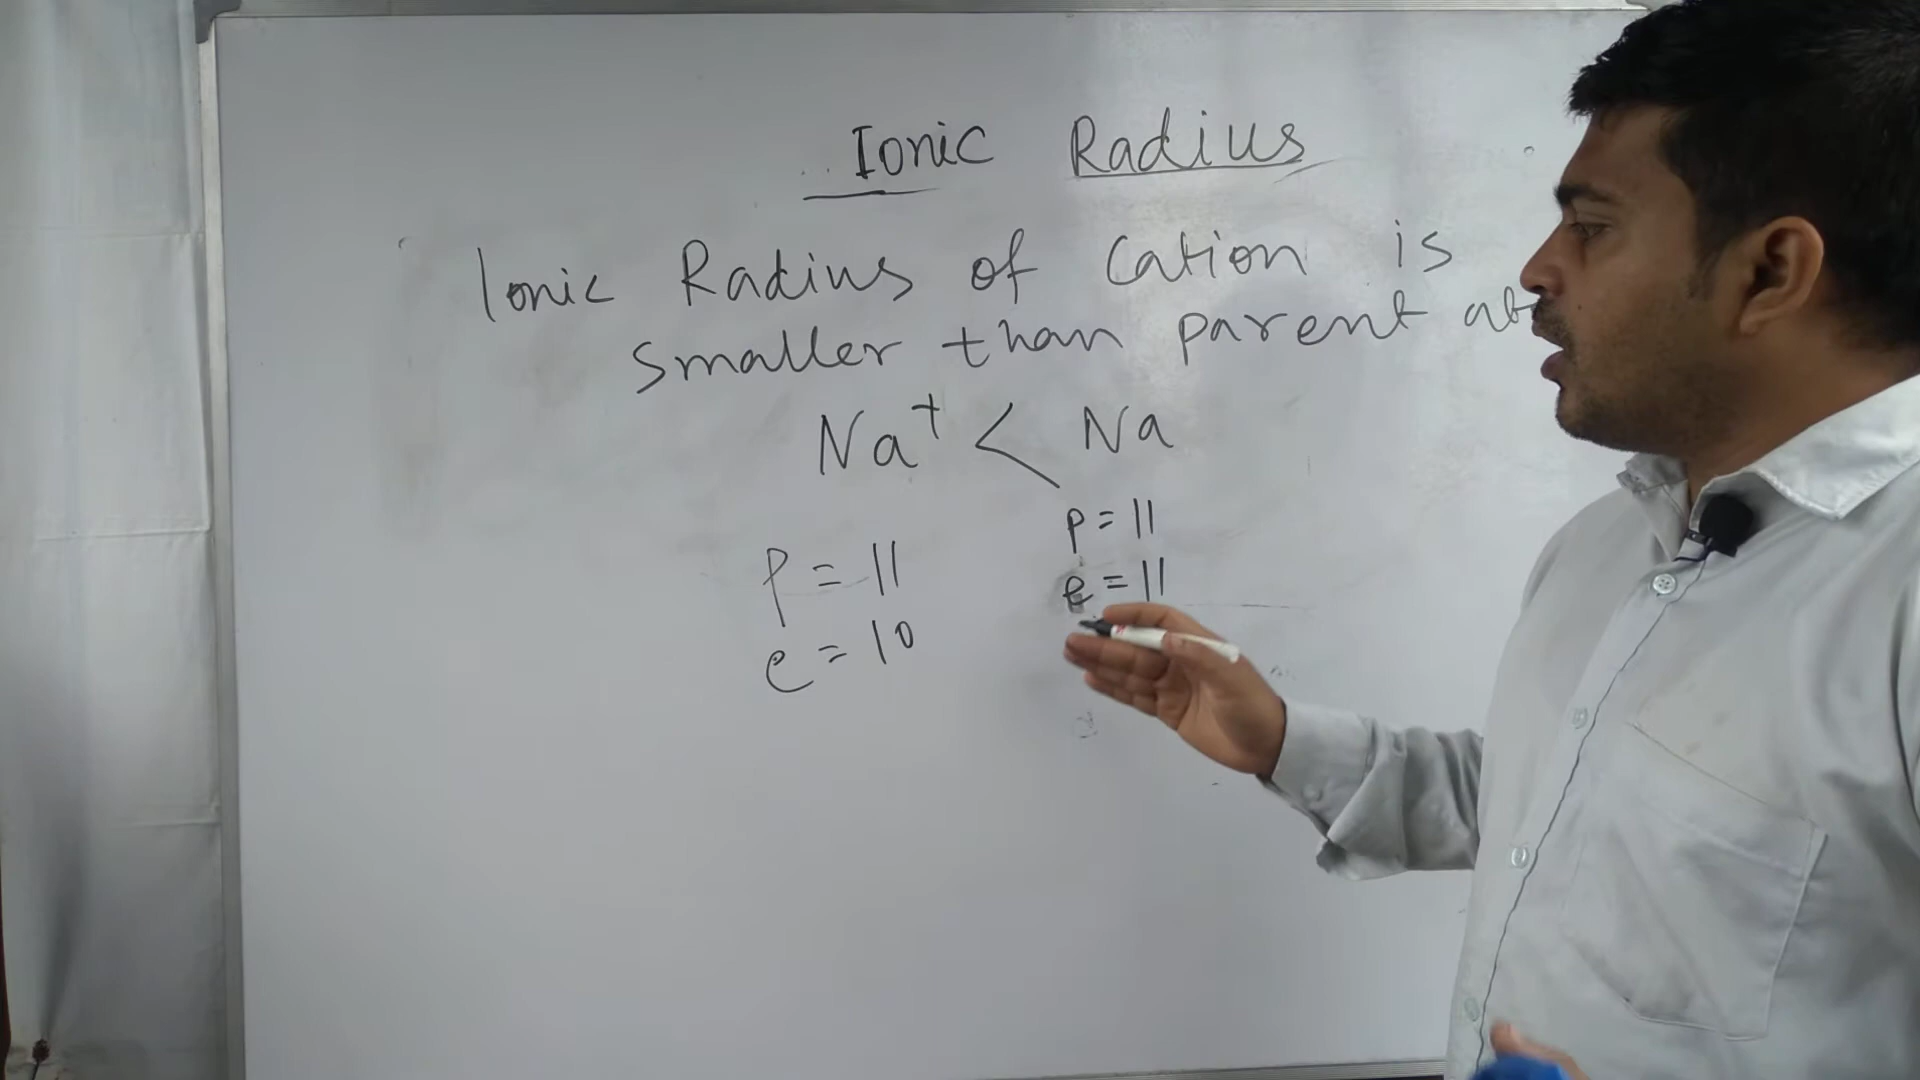 Ionic Radius
Ionic Radius of Cation is
smaller than parent
Na⁺ < Na
p = 11
e = 11
p = 11
e = 10